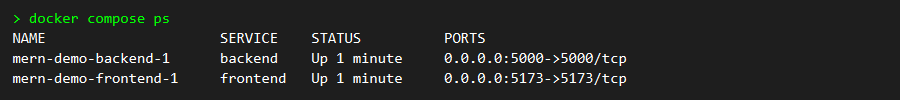 > docker compose ps
NAME SERVICE STATUS PORTS
mern-demo-backend-1 backend Up 1 minute 0.0.0.0:5000->5000/tcp
mern-demo-frontend-1 frontend Up 1 minute 0.0.0.0:5173->5173/tcp